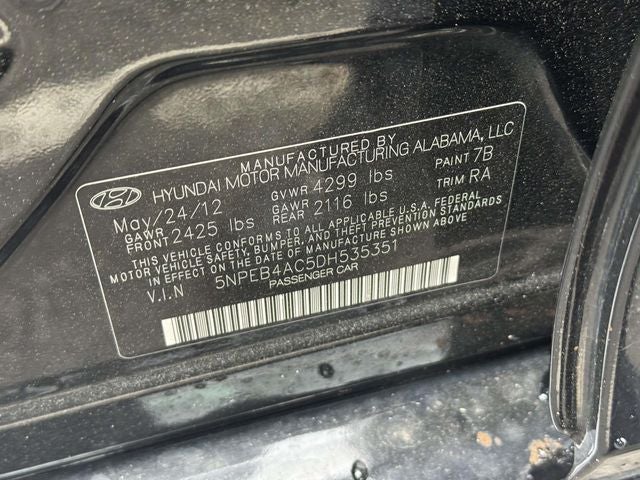 MANUFACTURED BY
HYUNDAI MOTOR MANUFACTURING ALABAMA, LLC
May/24/12 GVWR 4299 lbs PAINT 7B
GAWR FRONT 2425 lbs GAWR REAR 2116 lbs TRIM RA
THIS VEHICLE CONFORMS TO ALL APPLICABLE U.S.A. FEDERAL
MOTOR VEHICLE SAFETY, BUMPER, AND THEFT PREVENTION STANDARDS
IN EFFECT ON THE DATE OF MANUFACTURE SHOWN ABOVE
V.I.N 5NPEB4AC5DH535351
PASSENGER CAR